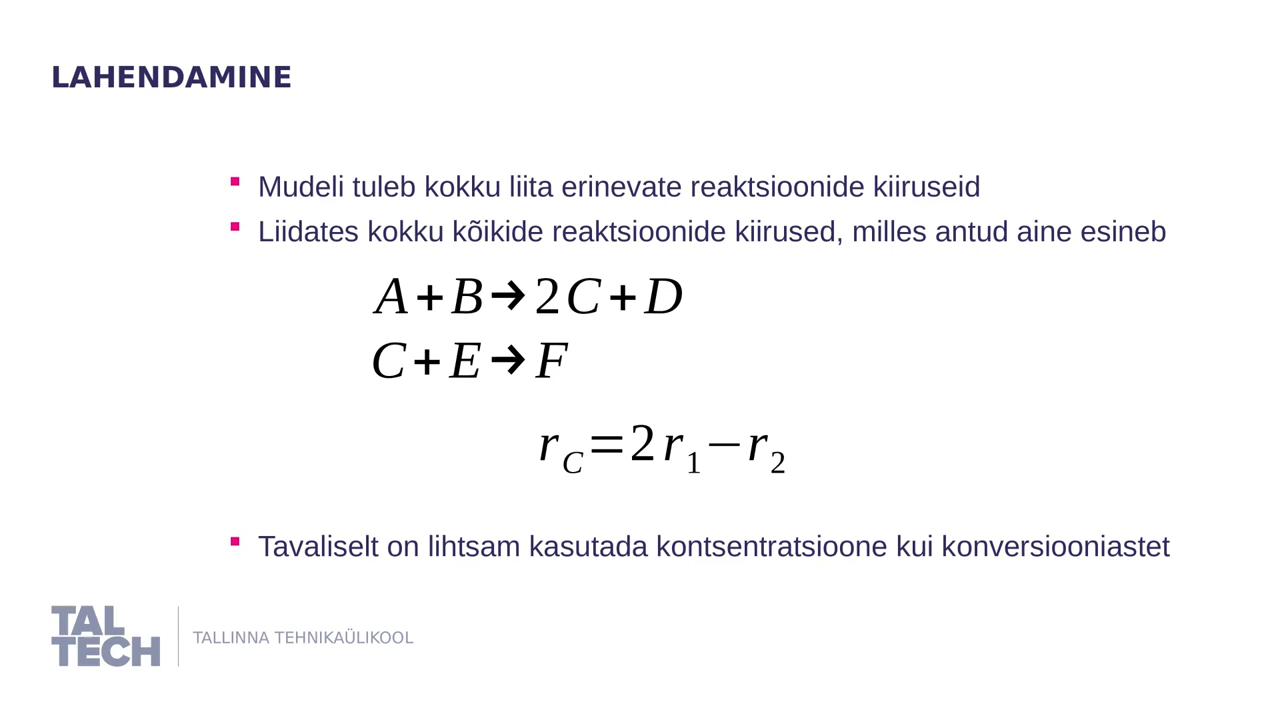 LAHENDAMINE
Mudeli tuleb kokku liita erinevate reaktsioonide kiiruseid
Liidates kokku kõikide reaktsioonide kiirused, milles antud aine esineb
A+B→2C+D
C+E→F
r_C=2r_1−r_2
Tavaliselt on lihtsam kasutada kontsentratsioone kui konversiooniastet
TAL
TECH
TALLINNA TEHNIKAÜLIKOOL